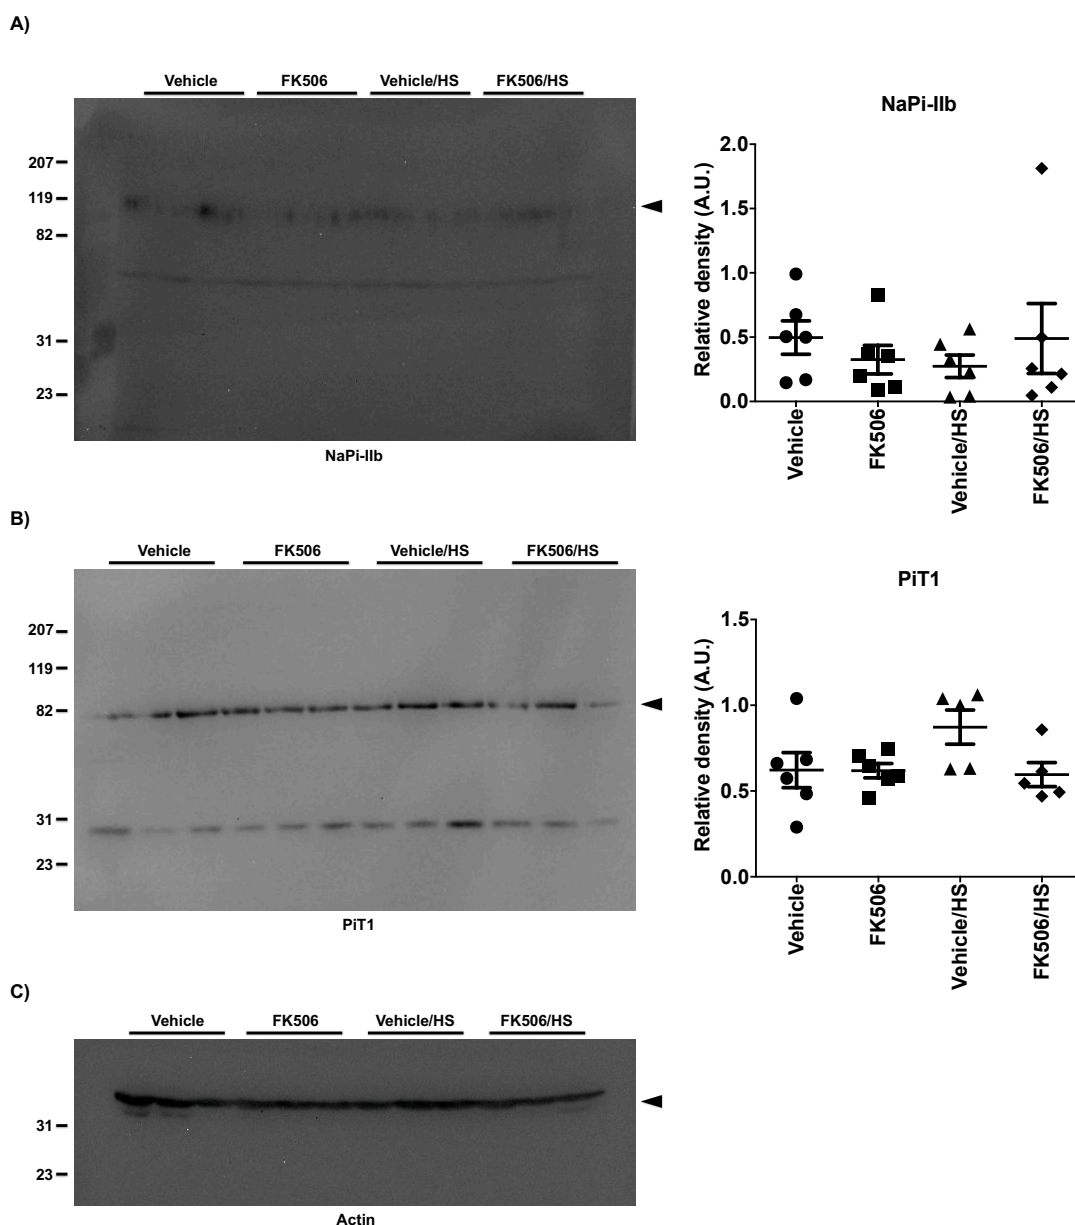 A)
Vehicle FK506 Vehicle/HS FK506/HS
207
119
82
31
23
NaPi-IIb
NaPi-IIb
Relative density (A.U.)
2.0
1.5
1.0
0.5
0.0
Vehicle
FK506
Vehicle/HS
FK506/HS
B)
Vehicle FK506 Vehicle/HS FK506/HS
207
119
82
31
23
PiT1
PiT1
Relative density (A.U.)
1.5
1.0
0.5
0.0
Vehicle
FK506
Vehicle/HS
FK506/HS
C)
Vehicle FK506 Vehicle/HS FK506/HS
31
23
Actin